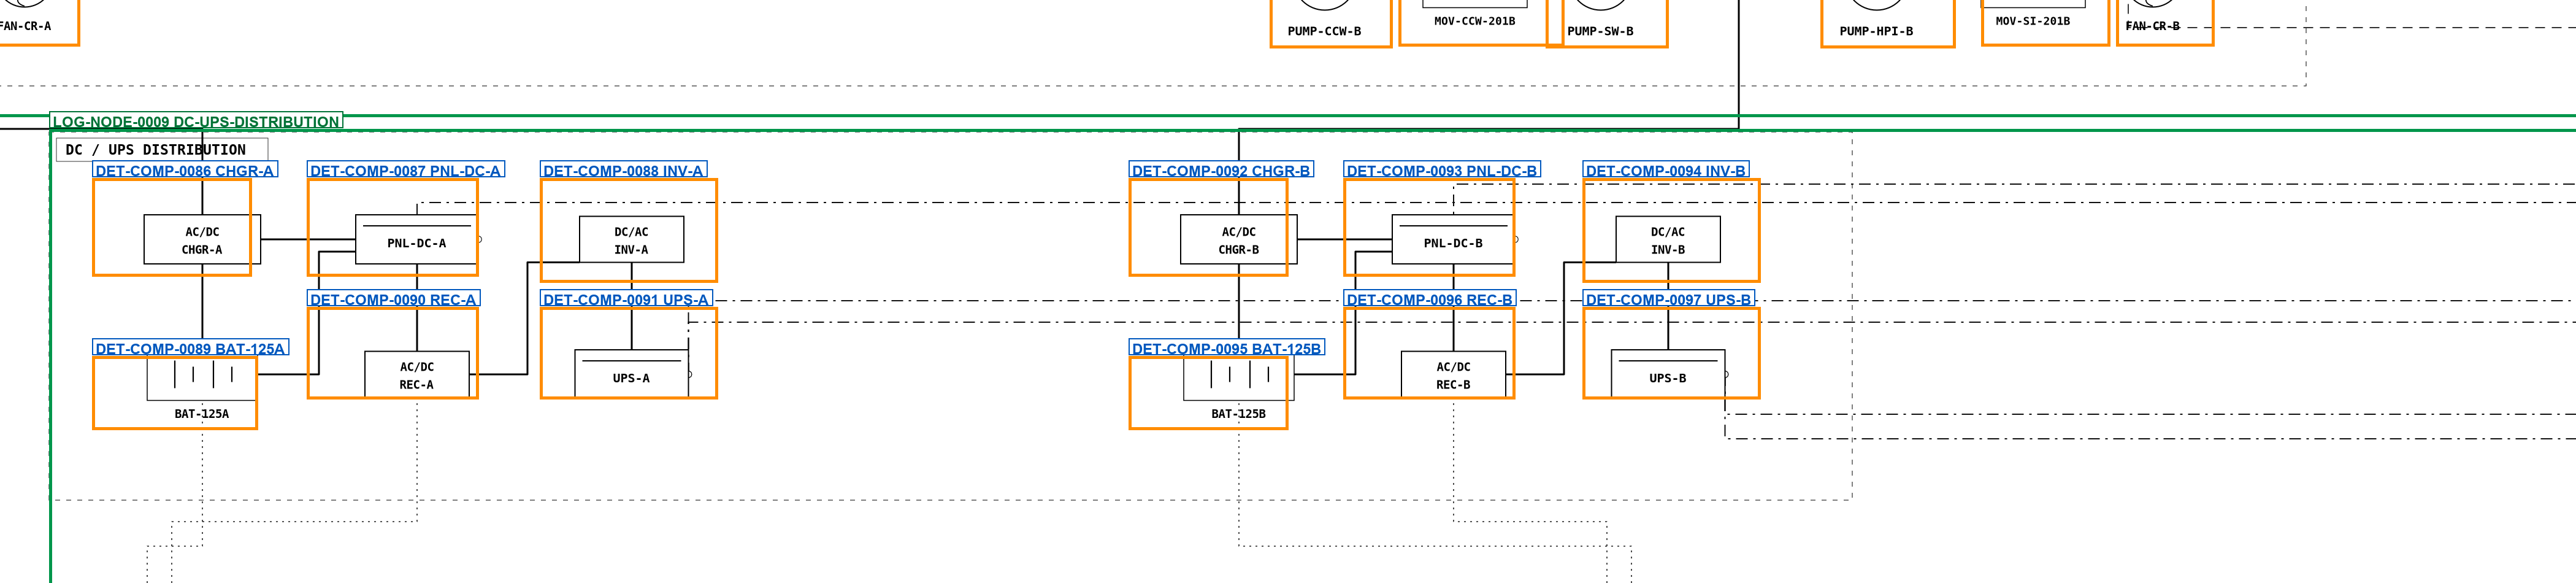 FAN-CR-A
PUMP-CCW-B
MOV-CCW-201B
PUMP-SW-B
PUMP-HPI-B
MOV-SI-201B
FAN-CR-B
LOG-NODE-0009 DC-UPS-DISTRIBUTION
DC / UPS DISTRIBUTION
DET-COMP-0086 CHGR-A
DET-COMP-0087 PNL-DC-A
DET-COMP-0088 INV-A
DET-COMP-0092 CHGR-B
DET-COMP-0093 PNL-DC-B
DET-COMP-0094 INV-B
AC/DC
CHGR-A
PNL-DC-A
DC/AC
INV-A
AC/DC
CHGR-B
PNL-DC-B
DC/AC
INV-B
DET-COMP-0090 REC-A
DET-COMP-0091 UPS-A
DET-COMP-0096 REC-B
DET-COMP-0097 UPS-B
DET-COMP-0089 BAT-125A
DET-COMP-0095 BAT-125B
BAT-125A
AC/DC
REC-A
UPS-A
BAT-125B
AC/DC
REC-B
UPS-B